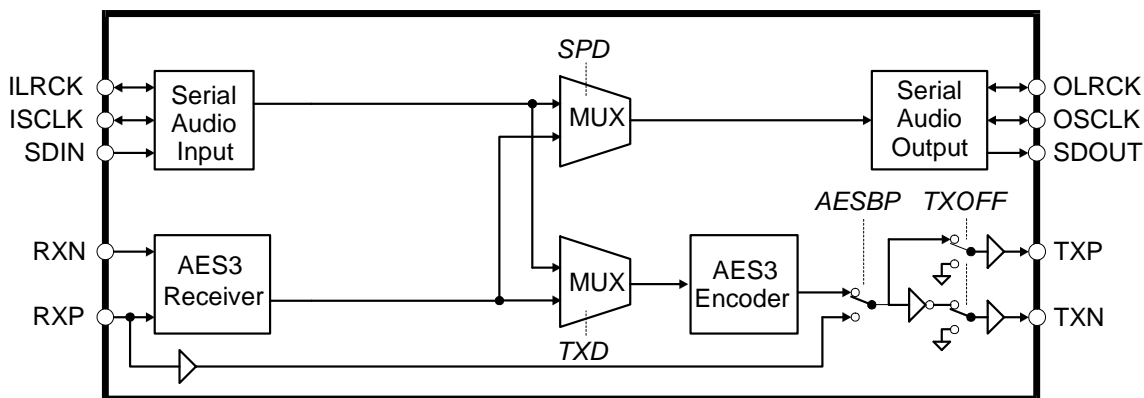 SPD
ILRCK
ISCLK
SDIN
Serial
Audio
Input
MUX
Serial
Audio
Output
OLRCK
OSCLK
SDOUT
AESBP
TXOFF
RXN
RXP
AES3
Receiver
MUX
TXD
AES3
Encoder
TXP
TXN